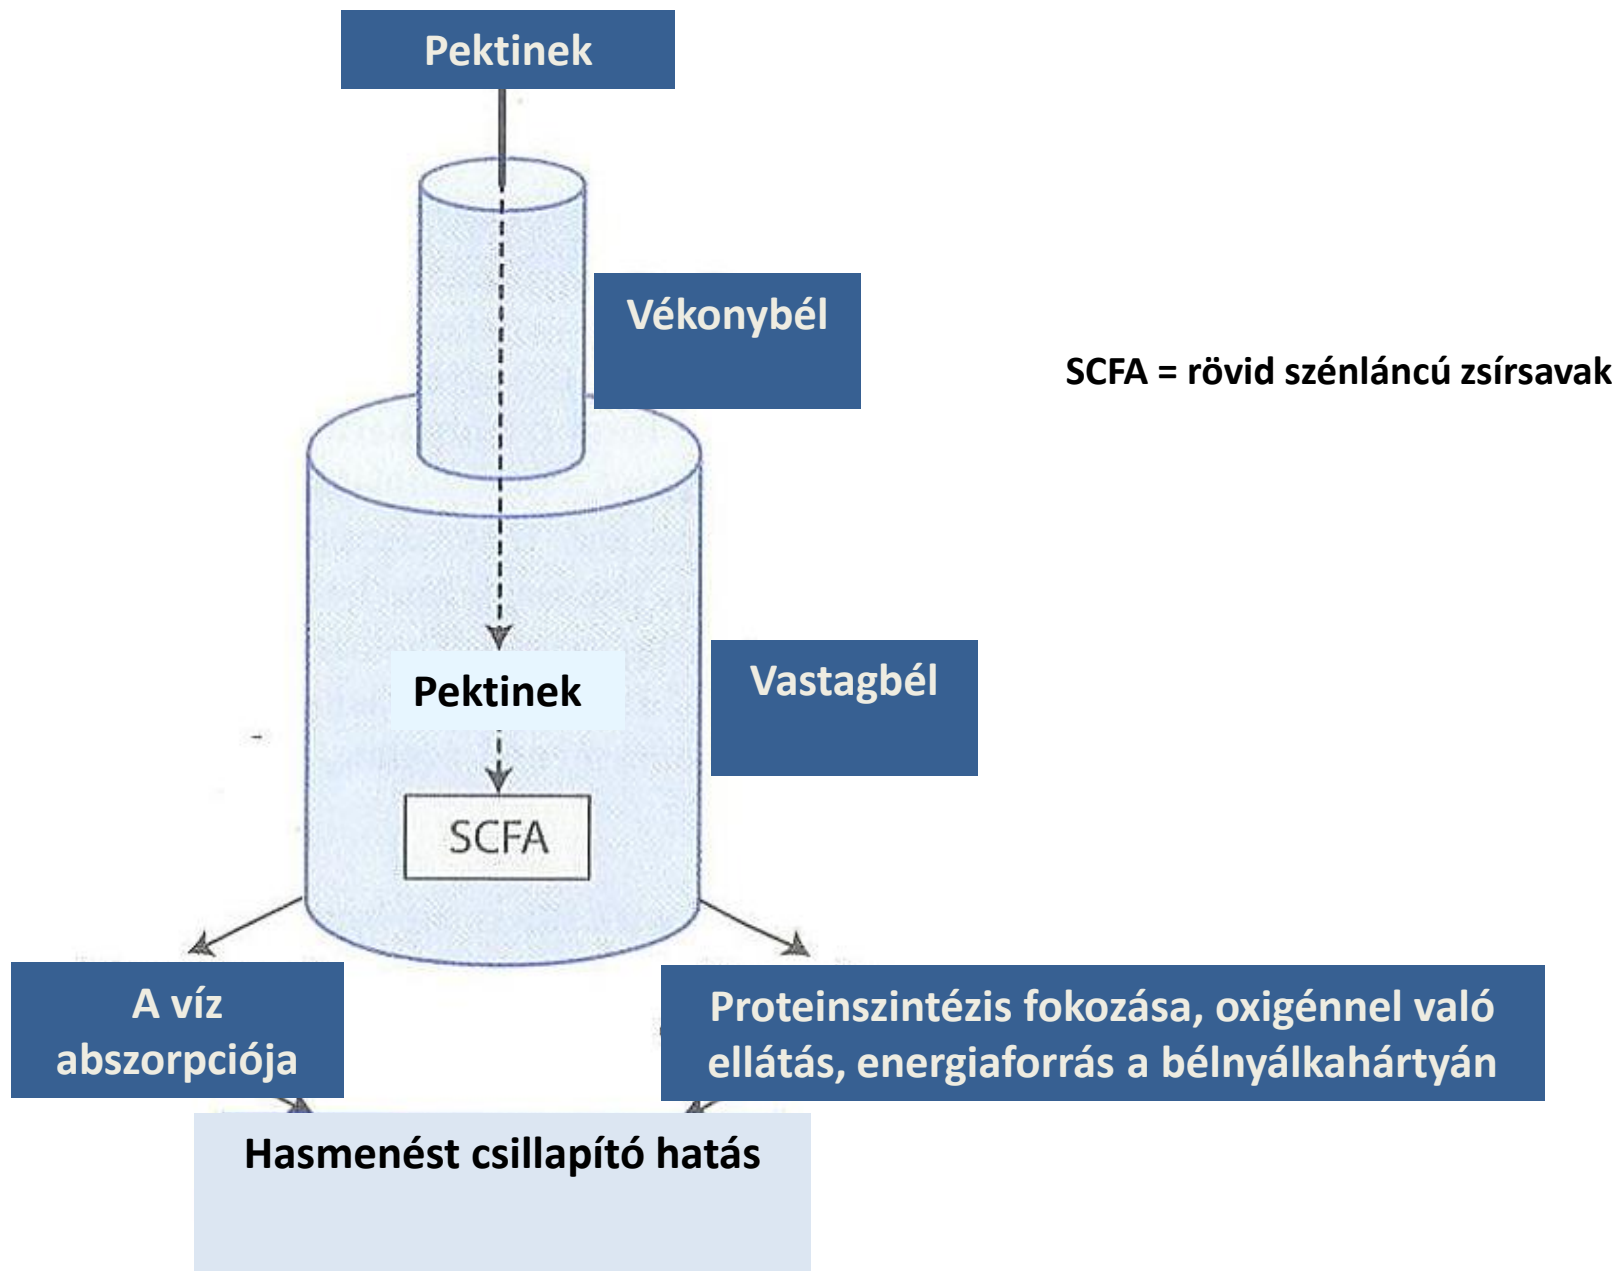 Pektinek
Vékonybél
SCFA = rövid szénláncú zsírsavak
Pektinek
Vastagbél
SCFA
A víz
abszorpciója
Proteinszintézis fokozása, oxigénnel való
ellátás, energiaforrás a bélnyálkahártyán
Hasmenést csillapító hatás